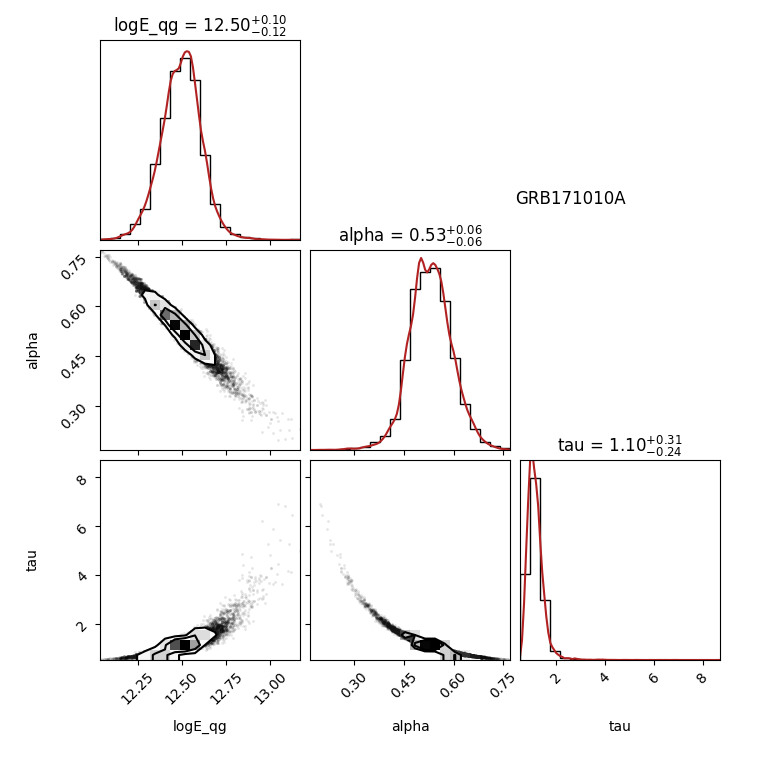 logE_qg = 12.50+0.10 −0.12
GRB171010A
alpha = 0.53+0.06 −0.06
0.75
0.60
0.45
0.30
alpha
tau = 1.10+0.31 −0.24
8
6
4
2
tau
12.25 12.50 12.75 13.00
0.30 0.45 0.60 0.75
2 4 6 8
logE_qg alpha tau